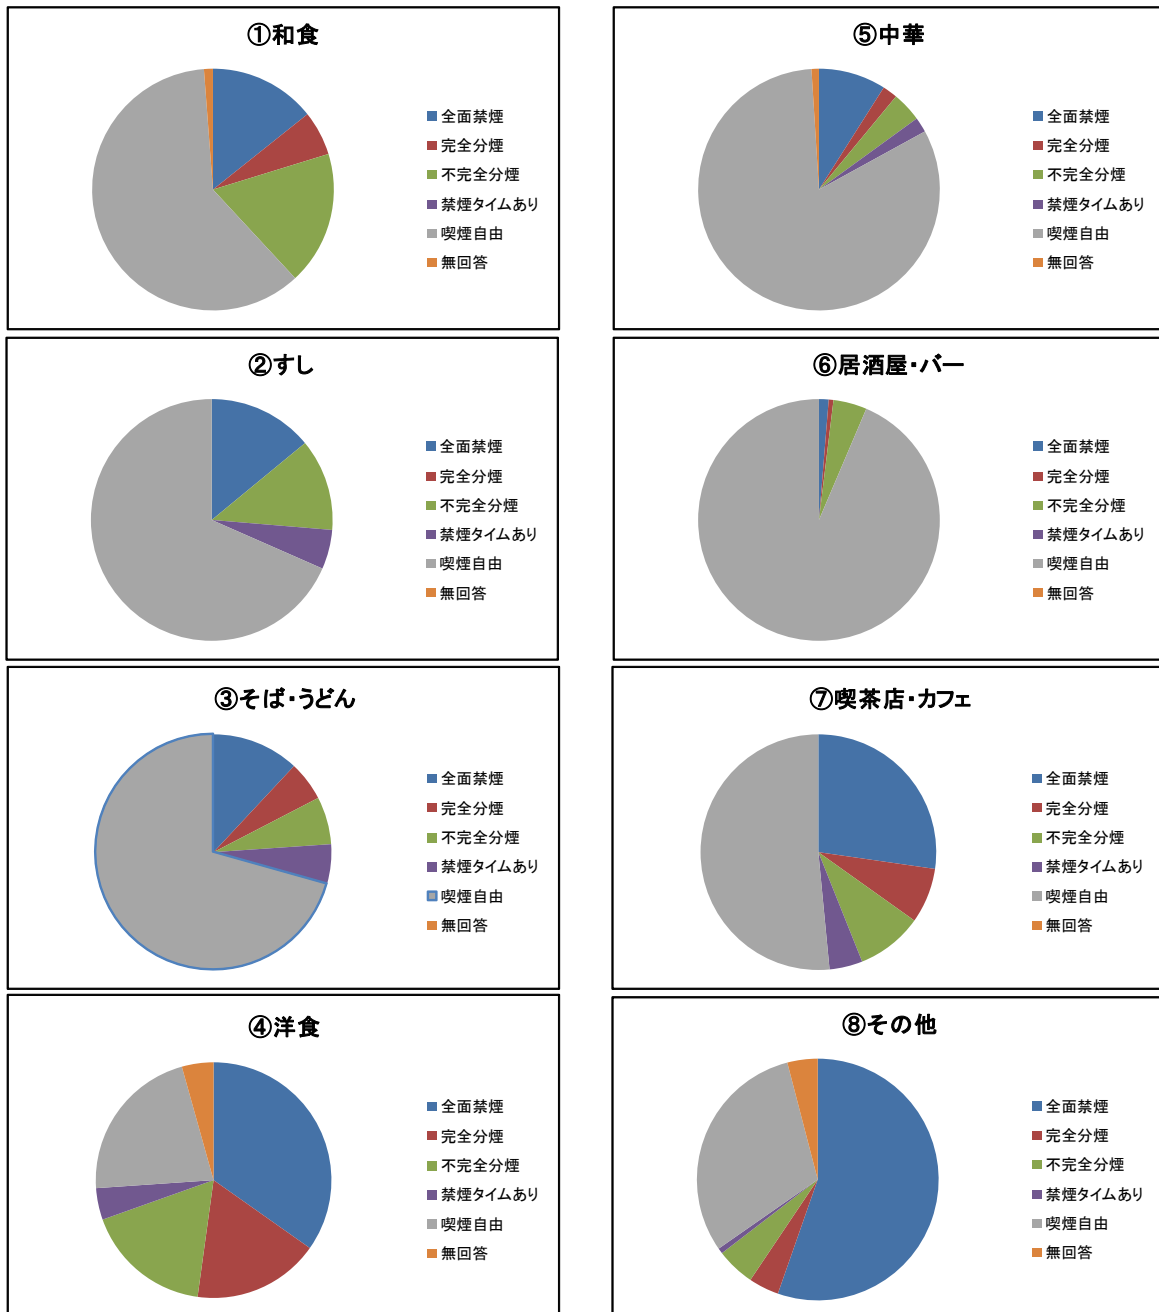 ①和食
全面禁煙
完全分煙
不完全分煙
禁煙タイムあり
喫煙自由
無回答
②すし
全面禁煙
完全分煙
不完全分煙
禁煙タイムあり
喫煙自由
無回答
③そば・うどん
全面禁煙
完全分煙
不完全分煙
禁煙タイムあり
喫煙自由
無回答
④洋食
全面禁煙
完全分煙
不完全分煙
禁煙タイムあり
喫煙自由
無回答
⑤中華
全面禁煙
完全分煙
不完全分煙
禁煙タイムあり
喫煙自由
無回答
⑥居酒屋・バー
全面禁煙
完全分煙
不完全分煙
禁煙タイムあり
喫煙自由
無回答
⑦喫茶店・カフェ
全面禁煙
完全分煙
不完全分煙
禁煙タイムあり
喫煙自由
無回答
⑧その他
全面禁煙
完全分煙
不完全分煙
禁煙タイムあり
喫煙自由
無回答